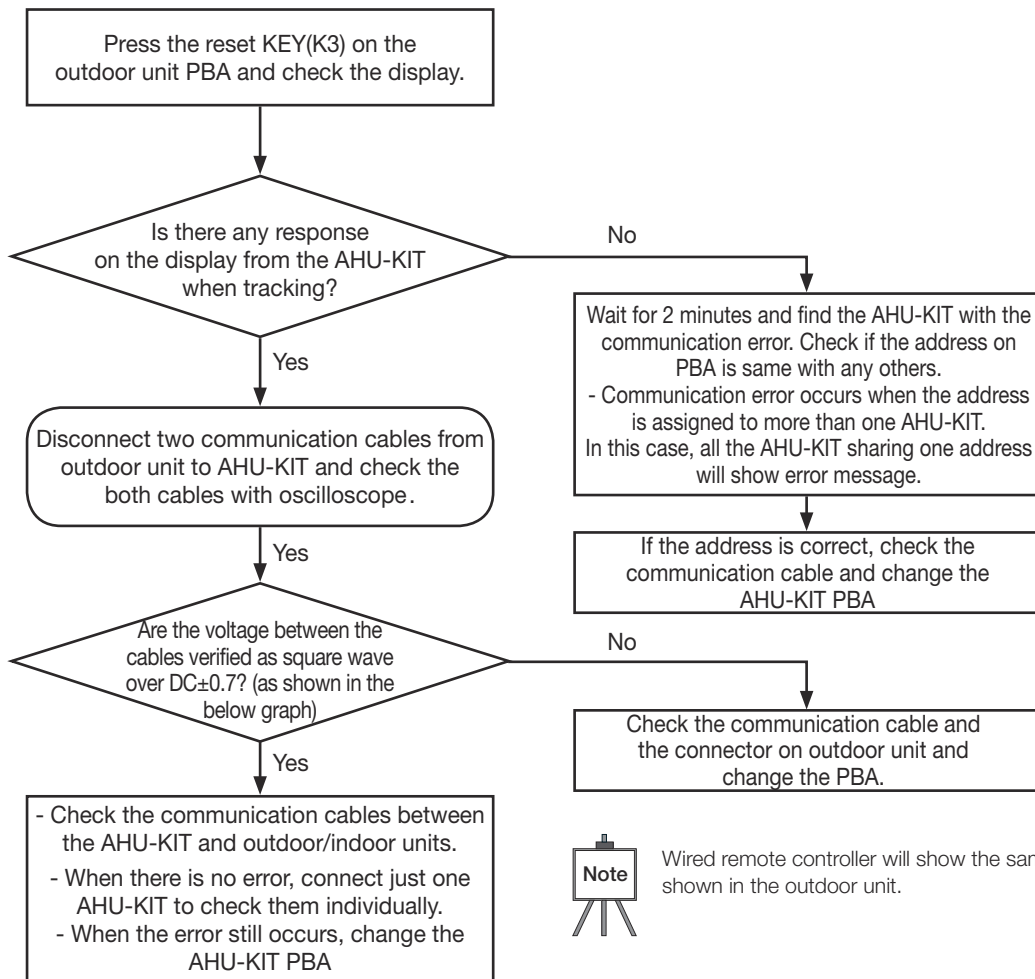 Press the reset KEY(K3) on the
outdoor unit PBA and check the display.
Is there any response
on the display from the AHU-KIT
when tracking?
No
Wait for 2 minutes and find the AHU-KIT with the
communication error. Check if the address on
PBA is same with any others.
- Communication error occurs when the address
is assigned to more than one AHU-KIT.
In this case, all the AHU-KIT sharing one address
will show error message.
If the address is correct, check the
communication cable and change the
AHU-KIT PBA
Yes
Disconnect two communication cables from
outdoor unit to AHU-KIT and check the
both cables with oscilloscope.
Yes
Are the voltage between the
cables verified as square wave
over DC±0.7? (as shown in the
below graph)
No
Check the communication cable and
the connector on outdoor unit and
change the PBA.
Yes
- Check the communication cables between
the AHU-KIT and outdoor/indoor units.
- When there is no error, connect just one
AHU-KIT to check them individually.
- When the error still occurs, change the
AHU-KIT PBA
Note
Wired remote controller will show the
shown in the outdoor unit.